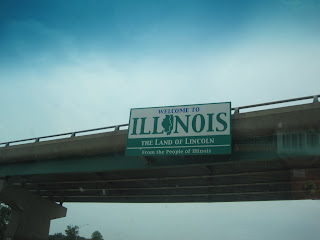 WELCOME TO
ILLINOIS
THE LAND OF LINCOLN
From the People of Illinois